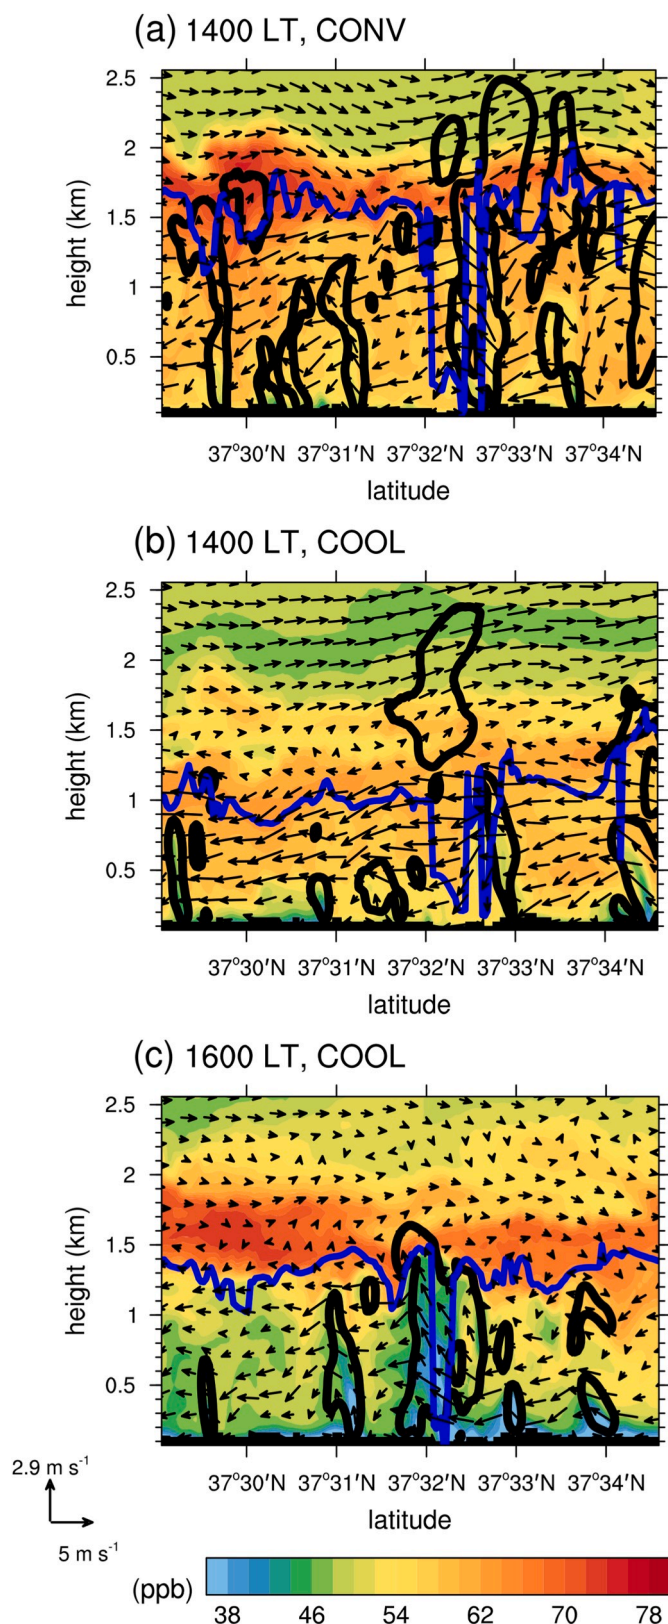 (a) 1400 LT, CONV
2.5
2
1.5
1
0.5
height (km)
37°30′N 37°31′N 37°32′N 37°33′N 37°34′N
latitude
(b) 1400 LT, COOL
2.5
2
1.5
1
0.5
height (km)
37°30′N 37°31′N 37°32′N 37°33′N 37°34′N
latitude
(c) 1600 LT, COOL
2.5
2
1.5
1
0.5
height (km)
37°30′N 37°31′N 37°32′N 37°33′N 37°34′N
latitude
2.9 m s⁻¹
5 m s⁻¹
(ppb)
38 46 54 62 70 78